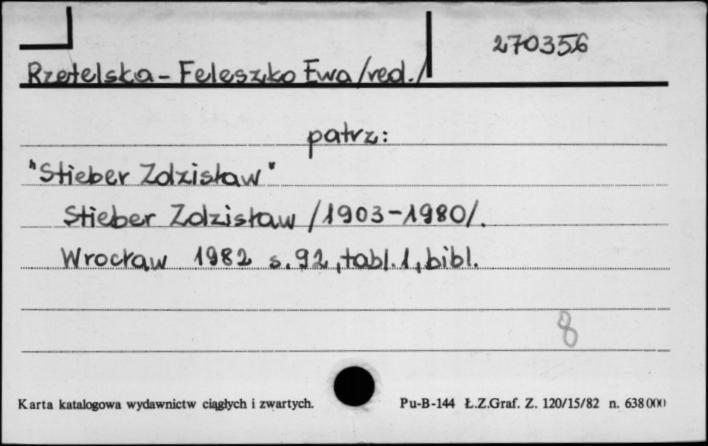 270356
Rzetelska-Feleszko Ewa /red./
patrz:
"Stieber Zdzisław"
Stieber Zdzisław /1903-1980/.
Wrocław 1982 s.92, tabl.1, bibl.
8
Karta katalogowa wydawnictw ciągłych i zwartych. Pu-B-144 Ł.Z.Graf. Z. 120/15/82 n. 638000